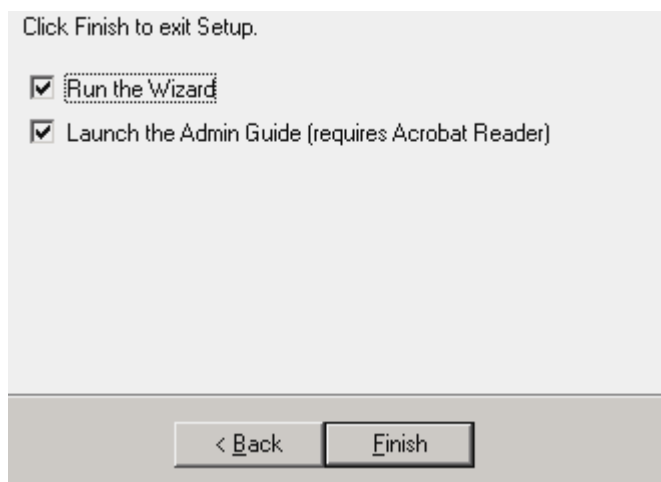 Click Finish to exit Setup.
Run the Wizard
Launch the Admin Guide (requires Acrobat Reader)
< Back Finish